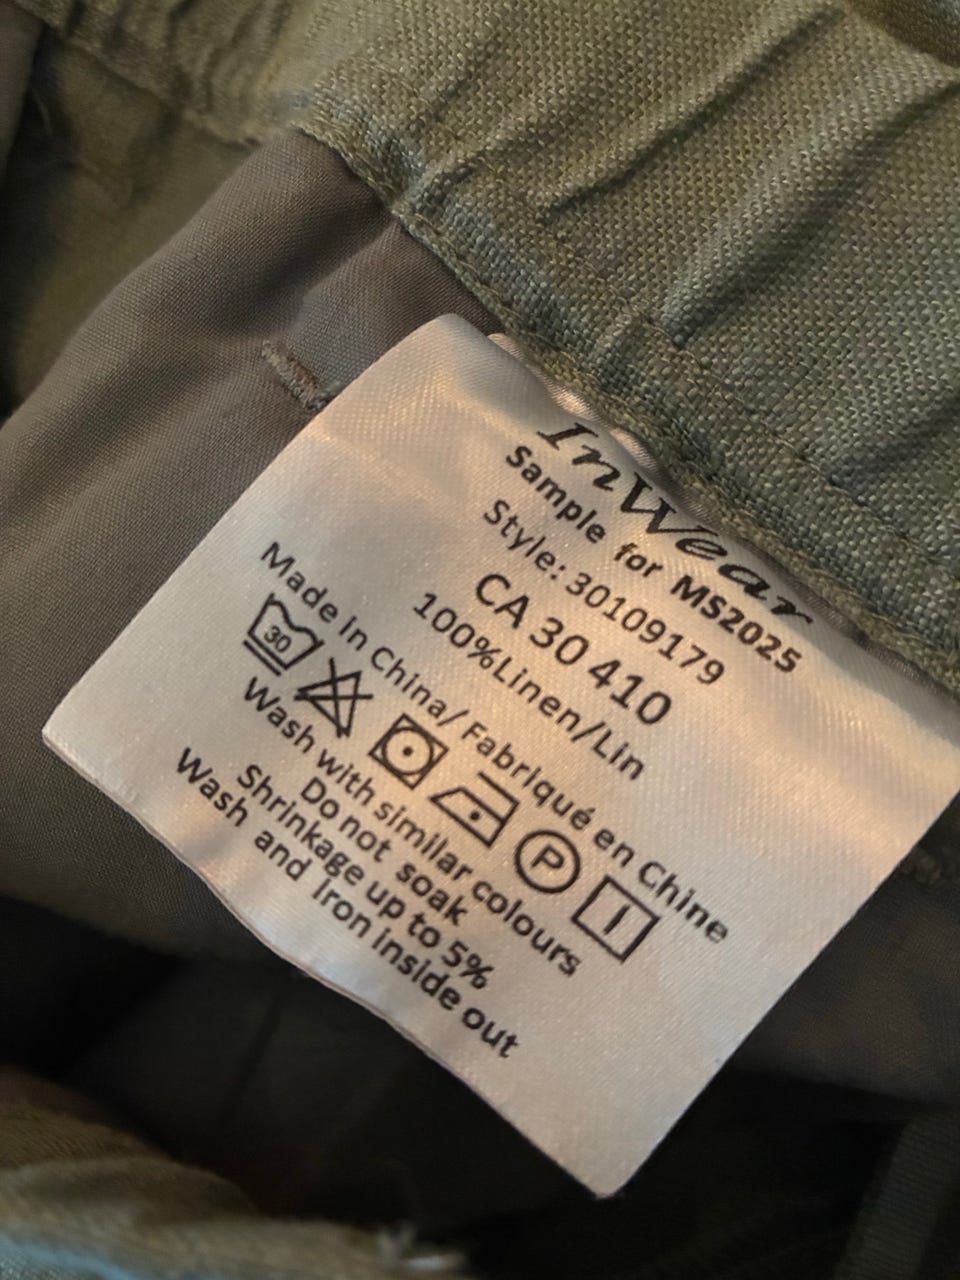 InWear
Sample for MS2025
Style: 30109179
CA 30 410
100%Linen/Lin
Made In China/ Fabriqué en Chine
30 P
Wash with similar colours
Do not soak
Shrinkage up to 5%
Wash and Iron inside out